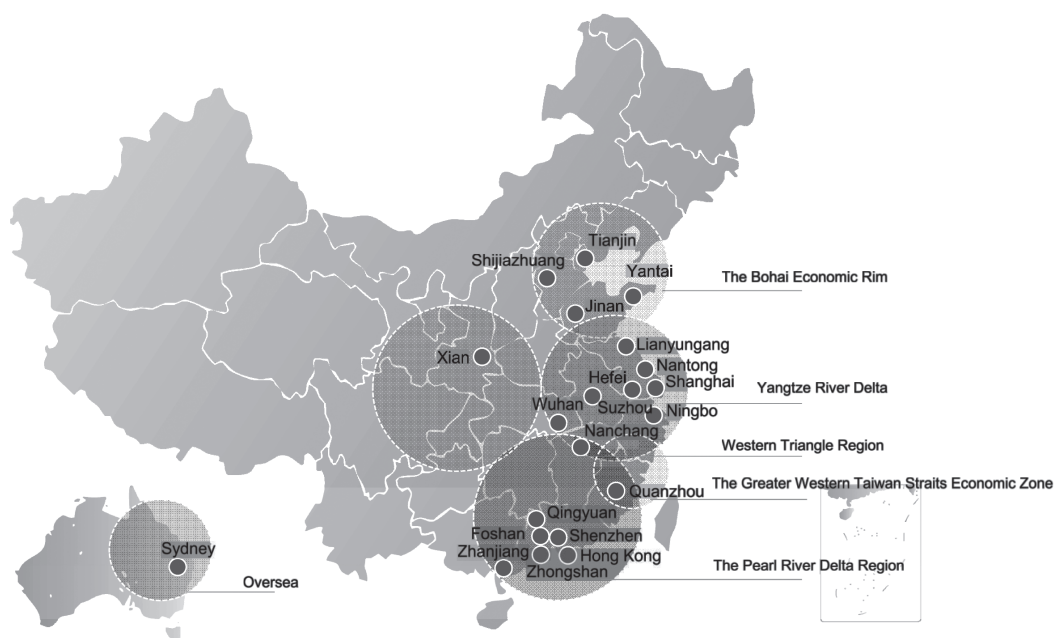 Tianjin
Shijiazhuang
Yantai
The Bohai Economic Rim
Jinan
Lianyungang
Xian
Nantong
Hefei
Shanghai
Yangtze River Delta
Suzhou
Wuhan
Ningbo
Nanchang
Western Triangle Region
The Greater Western Taiwan Straits Economic Zone
Quanzhou
Qingyuan
Foshan
Shenzhen
Zhanjiang
Hong Kong
Zhongshan
The Pearl River Delta Region
Sydney
Oversea